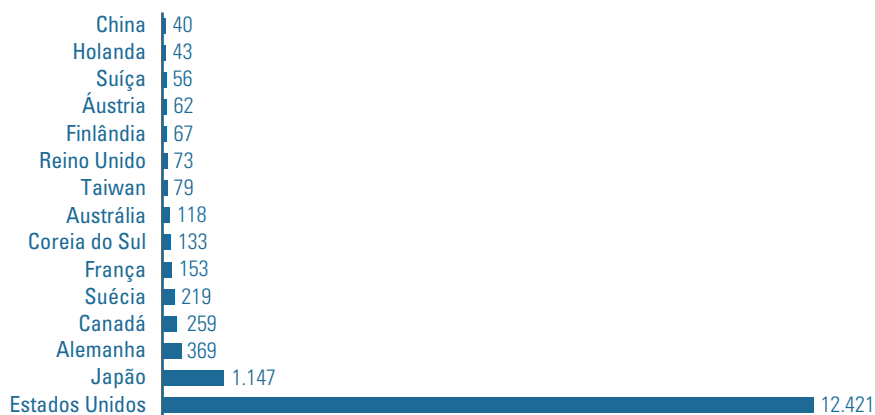 China 40
Holanda 43
Suíça 56
Áustria 62
Finlândia 67
Reino Unido 73
Taiwan 79
Austrália 118
Coreia do Sul 133
França 153
Suécia 219
Canadá 259
Alemanha 369
Japão 1.147
Estados Unidos 12.421